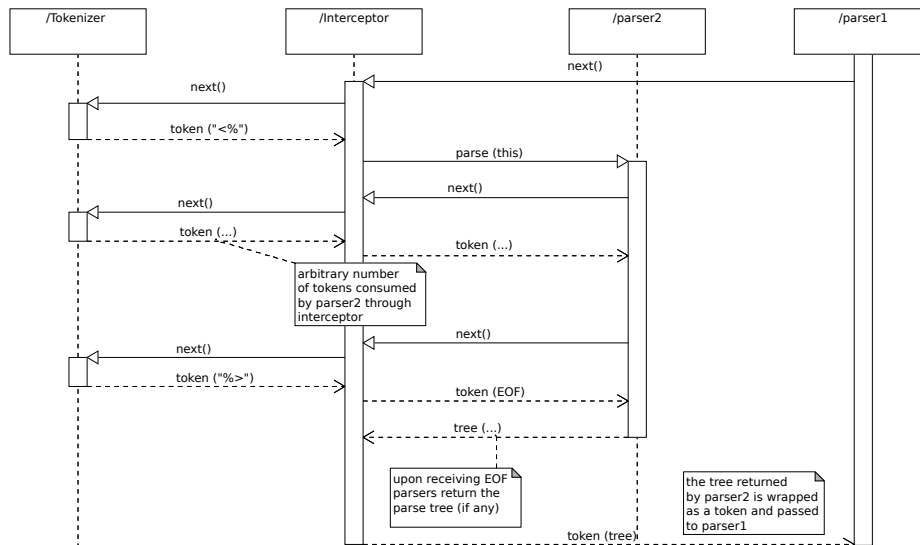 /Tokenizer
/Interceptor
/parser2
/parser1
next()
next()
token ("<%")
parse (this)
next()
next()
token (...)
token (...)
arbitrary number
of tokens consumed
by parser2 through
interceptor
next()
next()
token ("%>")
token (EOF)
tree (...)
upon receiving EOF
parsers return the
parse tree (if any)
the tree returned
by parser2 is wrapped
as a token and passed
to parser1
token (tree)